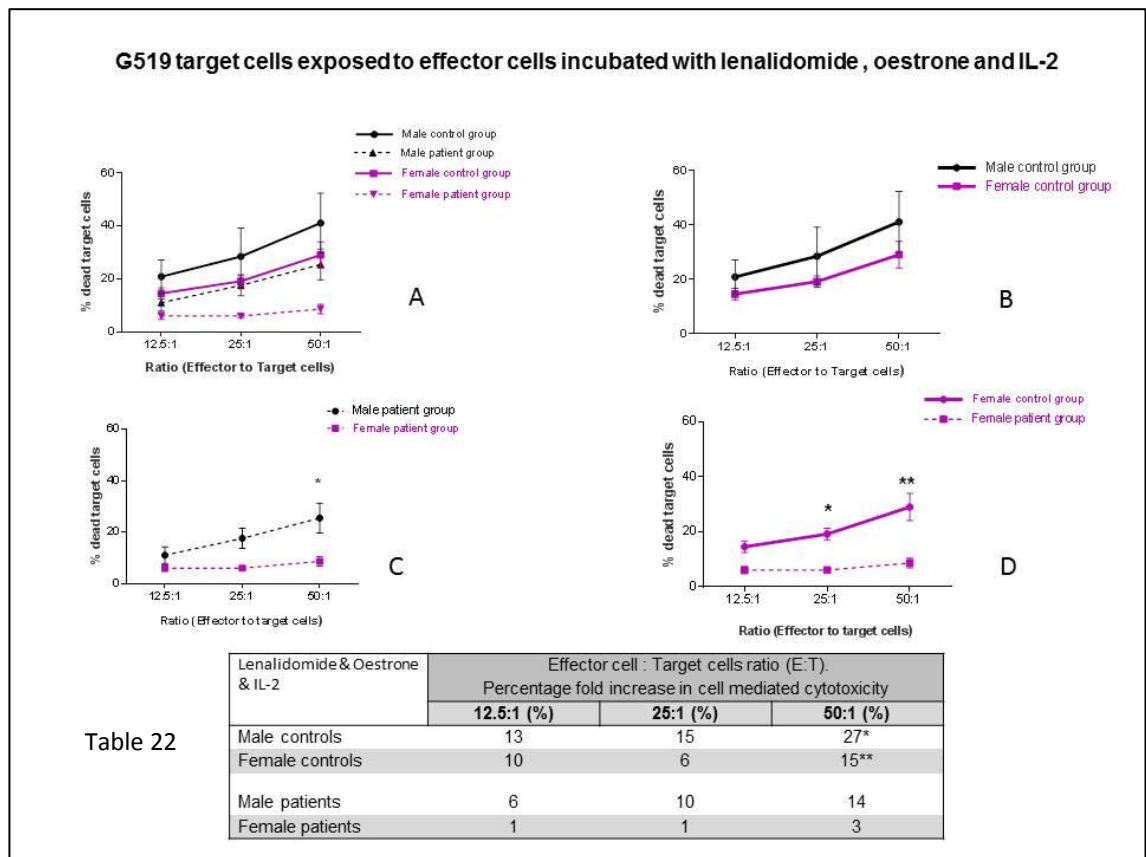 G519 target cells exposed to effector cells incubated with lenalidomide , oestrone and IL-2
Male control group
Male patient group
Female control group
Female patient group
60
40
20
0
% dead target cells
12.5:1 25:1 50:1
Ratio (Effector to Target cells)
A
Male control group
Female control group
60
40
20
0
% dead target cells
12.5:1 25:1 50:1
Ratio (Effector to Target cells)
B
Male patient group
Female patient group
60
40
20
0
% dead target cells
*
12.5:1 25:1 50:1
Ratio (Effector to target cells)
C
Female control group
Female patient group
60
40
20
0
% dead target cells
* **
12.5:1 25:1 50:1
Ratio (Effector to target cells)
D
Table 22
Lenalidomide & Oestrone
& IL-2
Effector cell : Target cells ratio (E:T).
Percentage fold increase in cell mediated cytotoxicity
12.5:1 (%) 25:1 (%) 50:1 (%)
Male controls 13 15 27*
Female controls 10 6 15**
Male patients 6 10 14
Female patients 1 1 3